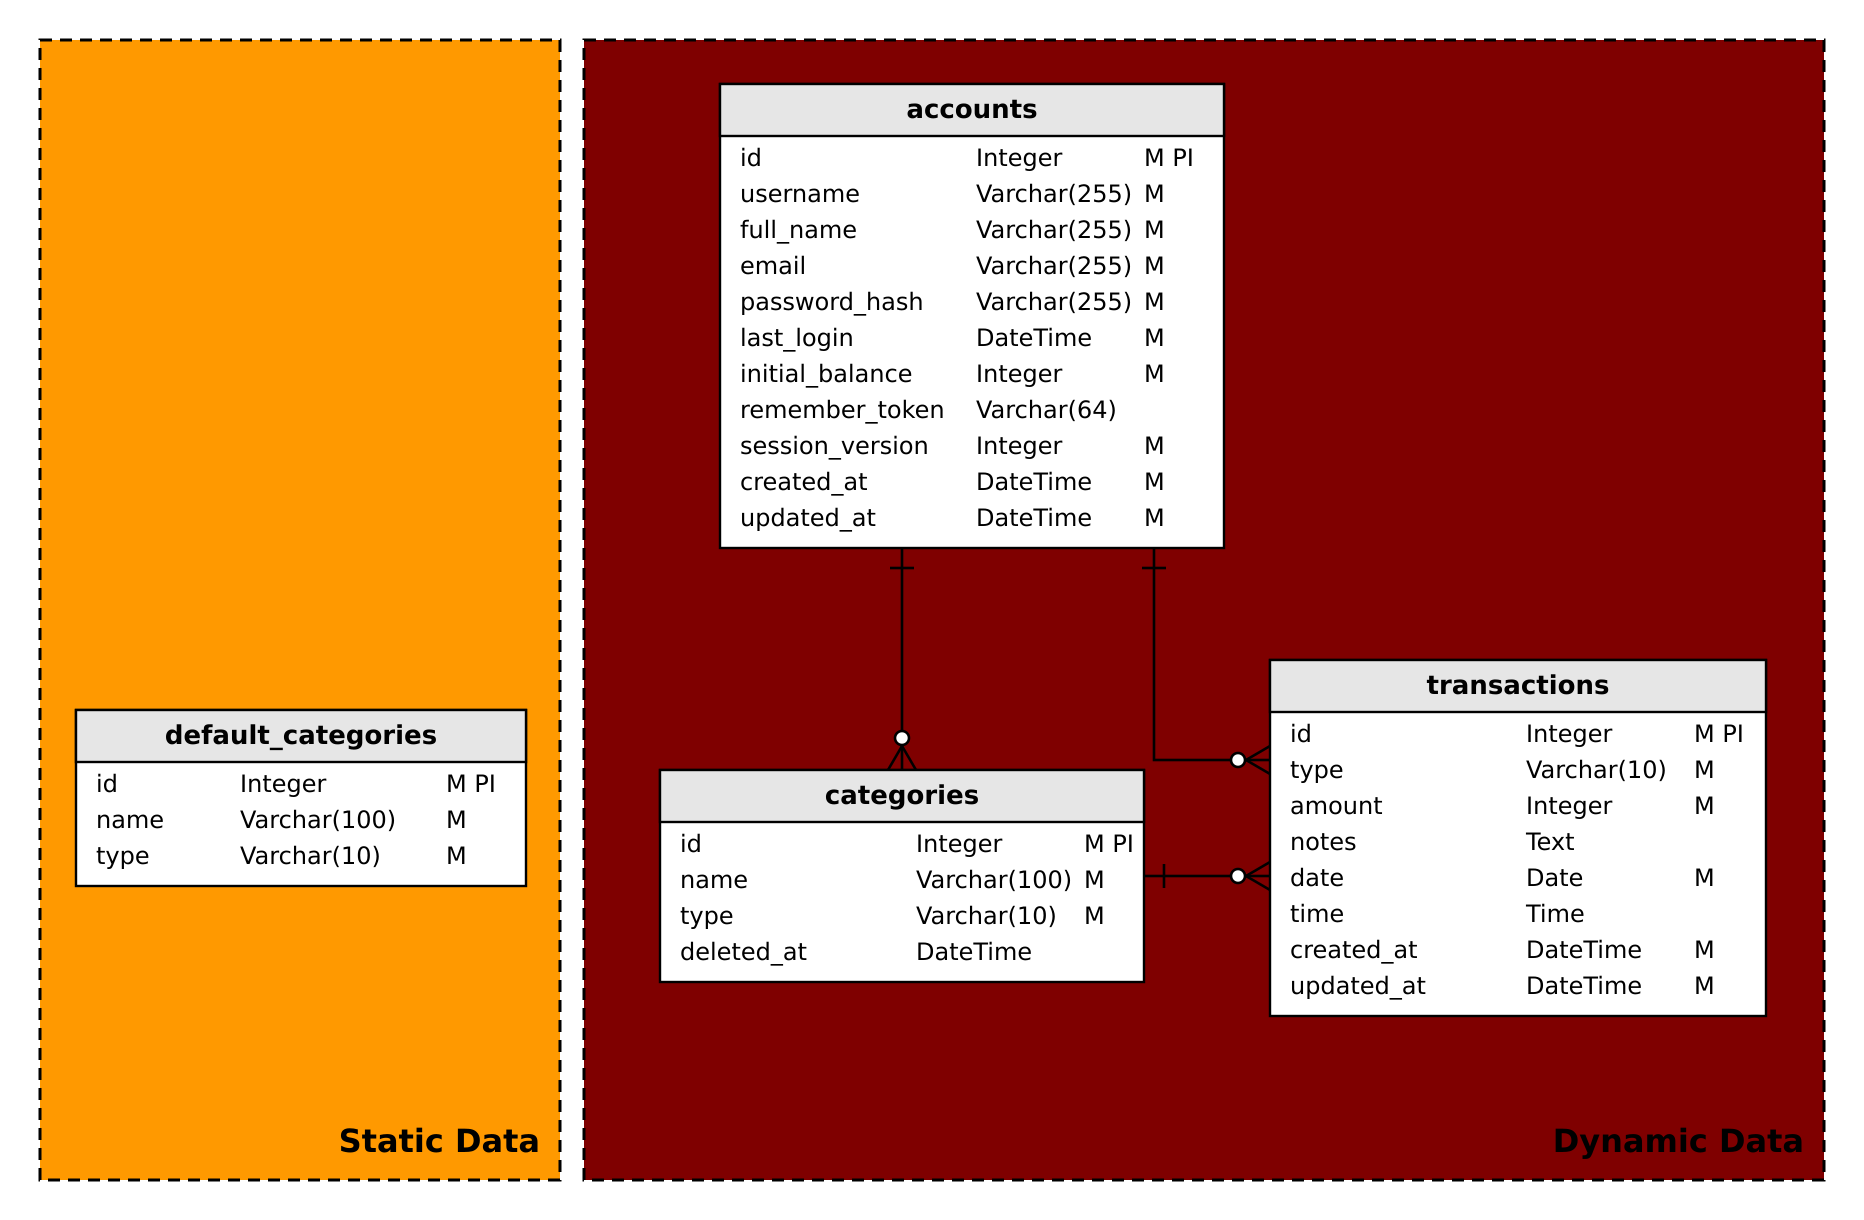 accounts
id Integer M PI
username Varchar(255) M
full_name Varchar(255) M
email Varchar(255) M
password_hash Varchar(255) M
last_login DateTime M
initial_balance Integer M
remember_token Varchar(64)
session_version Integer M
created_at DateTime M
updated_at DateTime M
default_categories
id Integer M PI
name Varchar(100) M
type Varchar(10) M
categories
id Integer M PI
name Varchar(100) M
type Varchar(10) M
deleted_at DateTime
transactions
id Integer M PI
type Varchar(10) M
amount Integer M
notes Text
date Date M
time Time
created_at DateTime M
updated_at DateTime M
Static Data
Dynamic Data